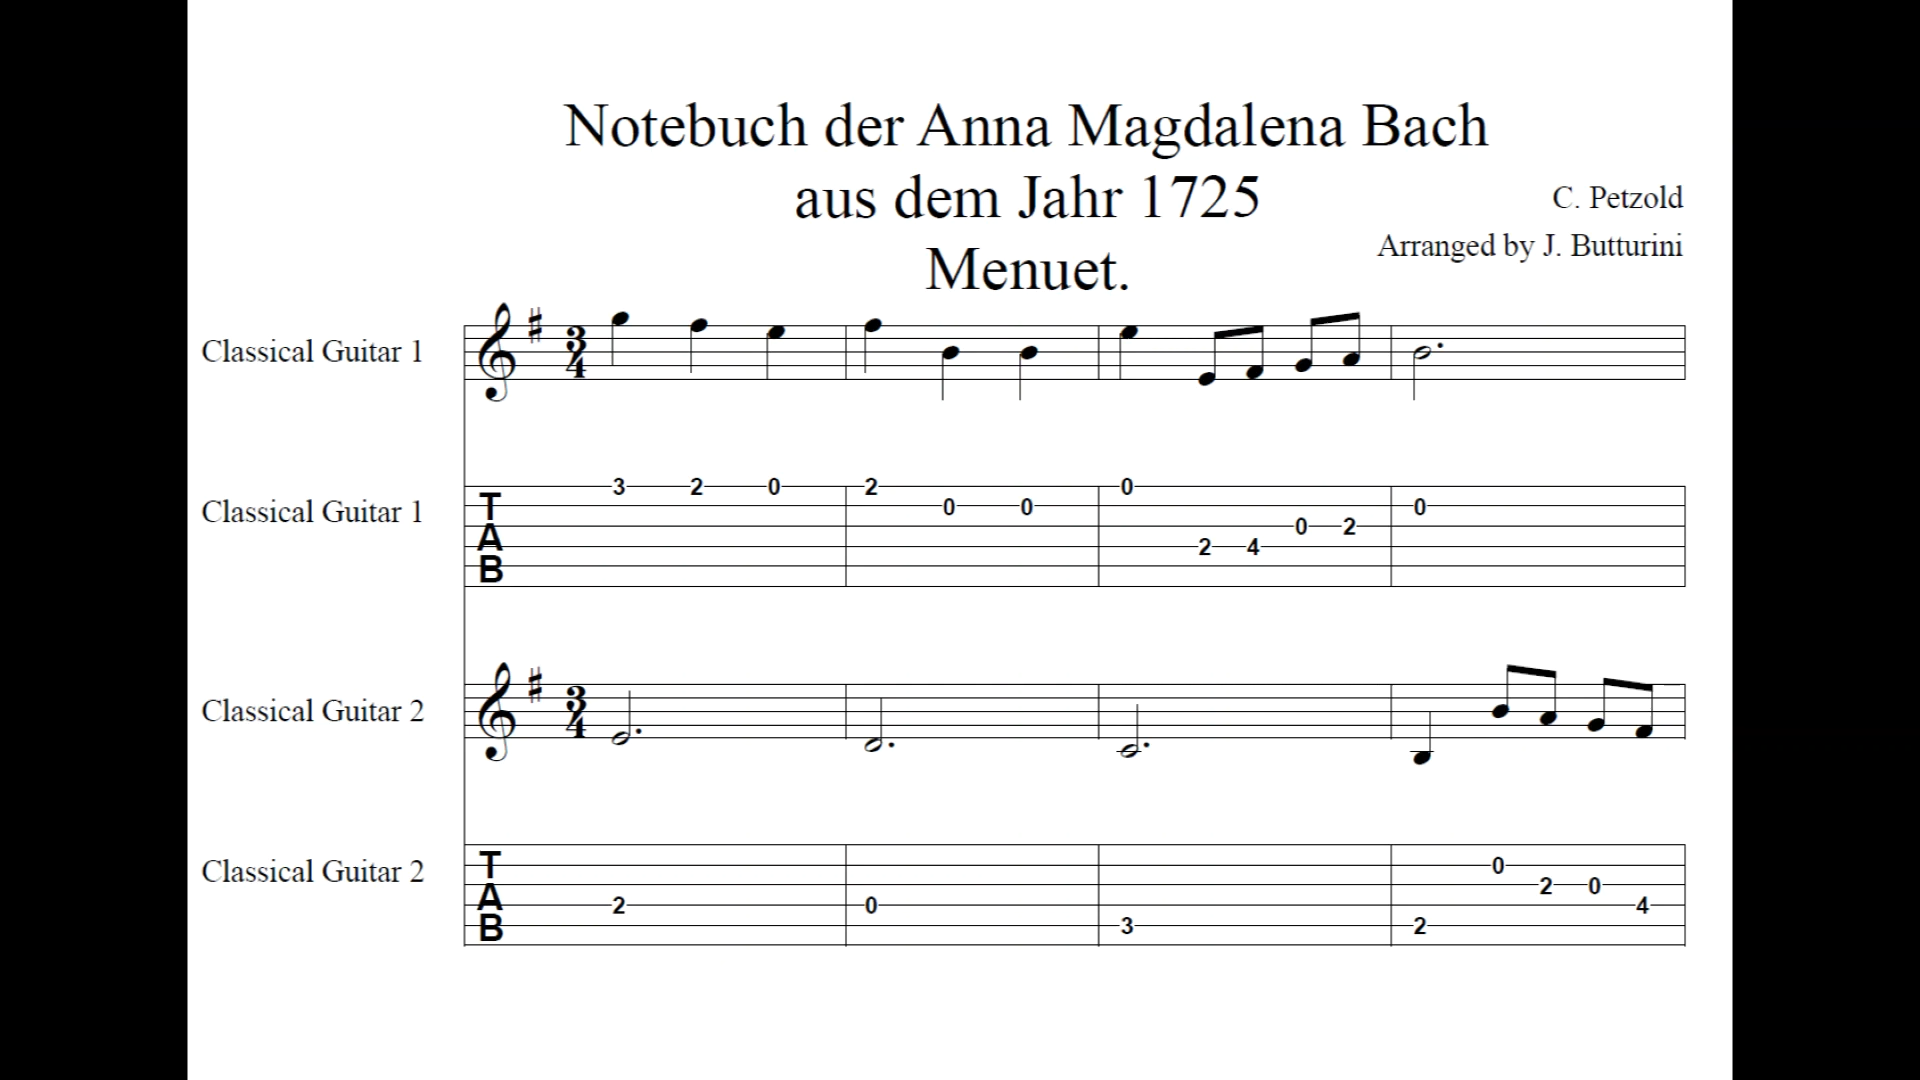 Notebuch der Anna Magdalena Bach
aus dem Jahr 1725
Menuet.
C. Petzold
Arranged by J. Butturini
Classical Guitar 1
3
4
Classical Guitar 1
T
A
B
3 2 0 2 0 0 0 2 4 0 2 0
Classical Guitar 2
3
4
Classical Guitar 2
T
A
B
2 0 3 2 0 2 0 4